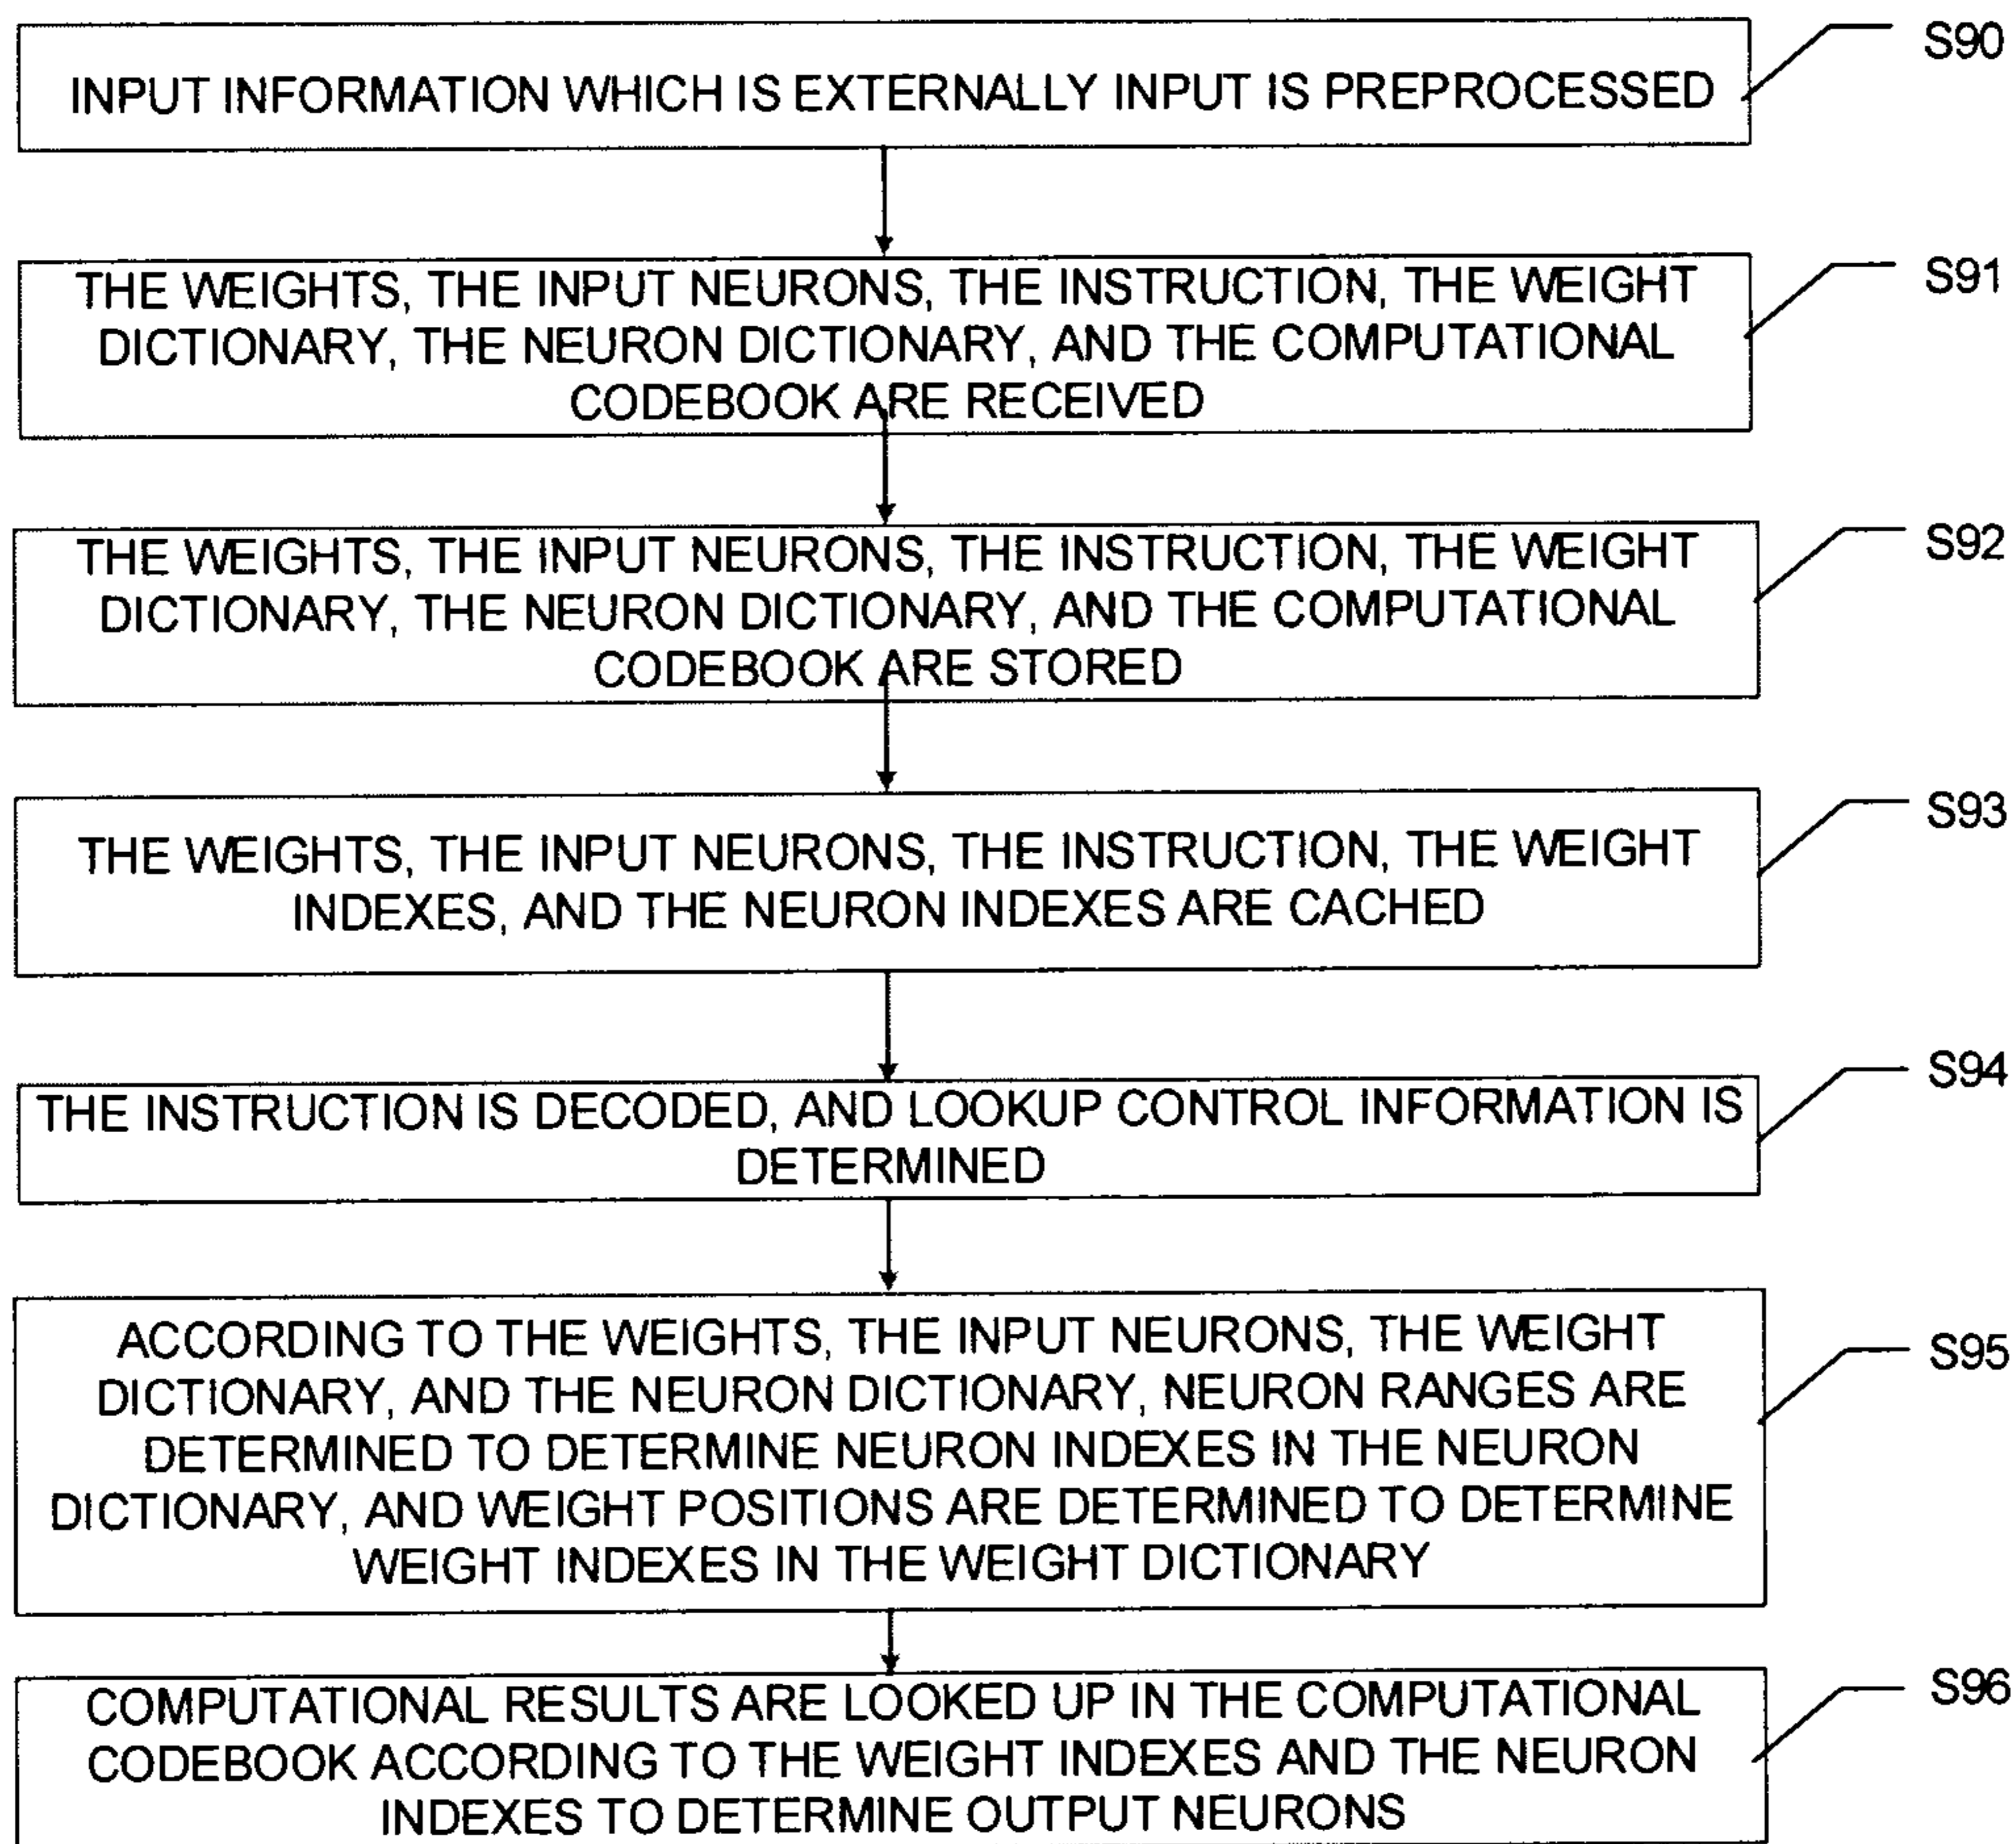 S90
INPUT INFORMATION WHICH IS EXTERNALLY INPUT IS PREPROCESSED
S91
THE WEIGHTS, THE INPUT NEURONS, THE INSTRUCTION, THE WEIGHT
DICTIONARY, THE NEURON DICTIONARY, AND THE COMPUTATIONAL
CODEBOOK ARE RECEIVED
S92
THE WEIGHTS, THE INPUT NEURONS, THE INSTRUCTION, THE WEIGHT
DICTIONARY, THE NEURON DICTIONARY, AND THE COMPUTATIONAL
CODEBOOK ARE STORED
S93
THE WEIGHTS, THE INPUT NEURONS, THE INSTRUCTION, THE WEIGHT
INDEXES, AND THE NEURON INDEXES ARE CACHED
S94
THE INSTRUCTION IS DECODED, AND LOOKUP CONTROL INFORMATION IS
DETERMINED
S95
ACCORDING TO THE WEIGHTS, THE INPUT NEURONS, THE WEIGHT
DICTIONARY, AND THE NEURON DICTIONARY, NEURON RANGES ARE
DETERMINED TO DETERMINE NEURON INDEXES IN THE NEURON
DICTIONARY, AND WEIGHT POSITIONS ARE DETERMINED TO DETERMINE
WEIGHT INDEXES IN THE WEIGHT DICTIONARY
S96
COMPUTATIONAL RESULTS ARE LOOKED UP IN THE COMPUTATIONAL
CODEBOOK ACCORDING TO THE WEIGHT INDEXES AND THE NEURON
INDEXES TO DETERMINE OUTPUT NEURONS